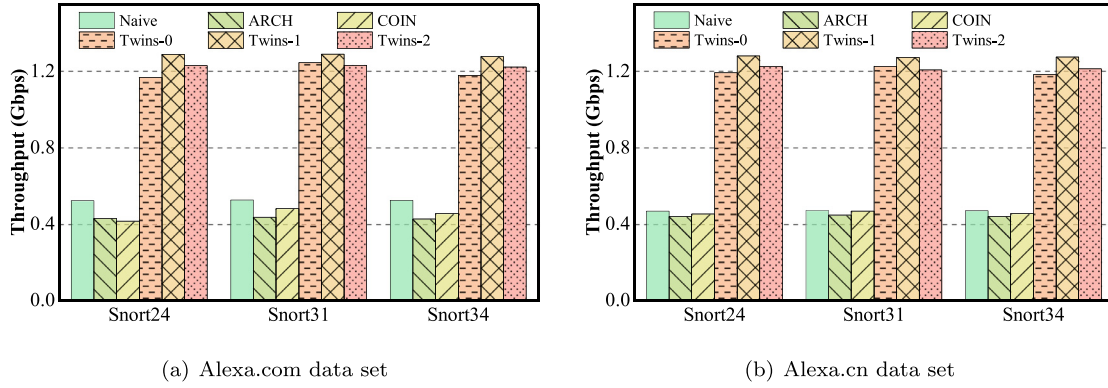 Naive ARCH COIN
Twins-0 Twins-1 Twins-2
Throughput (Gbps)
1.2
0.8
0.4
0.0
Snort24 Snort31 Snort34
(a) Alexa.com data set
Naive ARCH COIN
Twins-0 Twins-1 Twins-2
Throughput (Gbps)
1.2
0.8
0.4
0.0
Snort24 Snort31 Snort34
(b) Alexa.cn data set